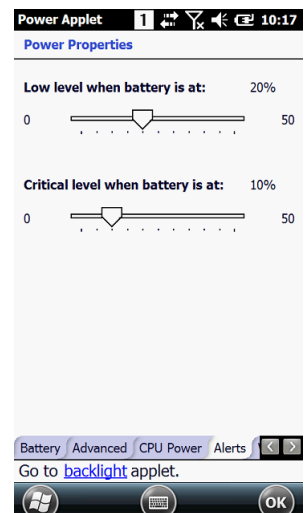 Power Applet 1 10:17
Power Properties
Low level when battery is at: 20%
0 50
Critical level when battery is at: 10%
0 50
Battery Advanced CPU Power Alerts
Go to backlight applet.
OK